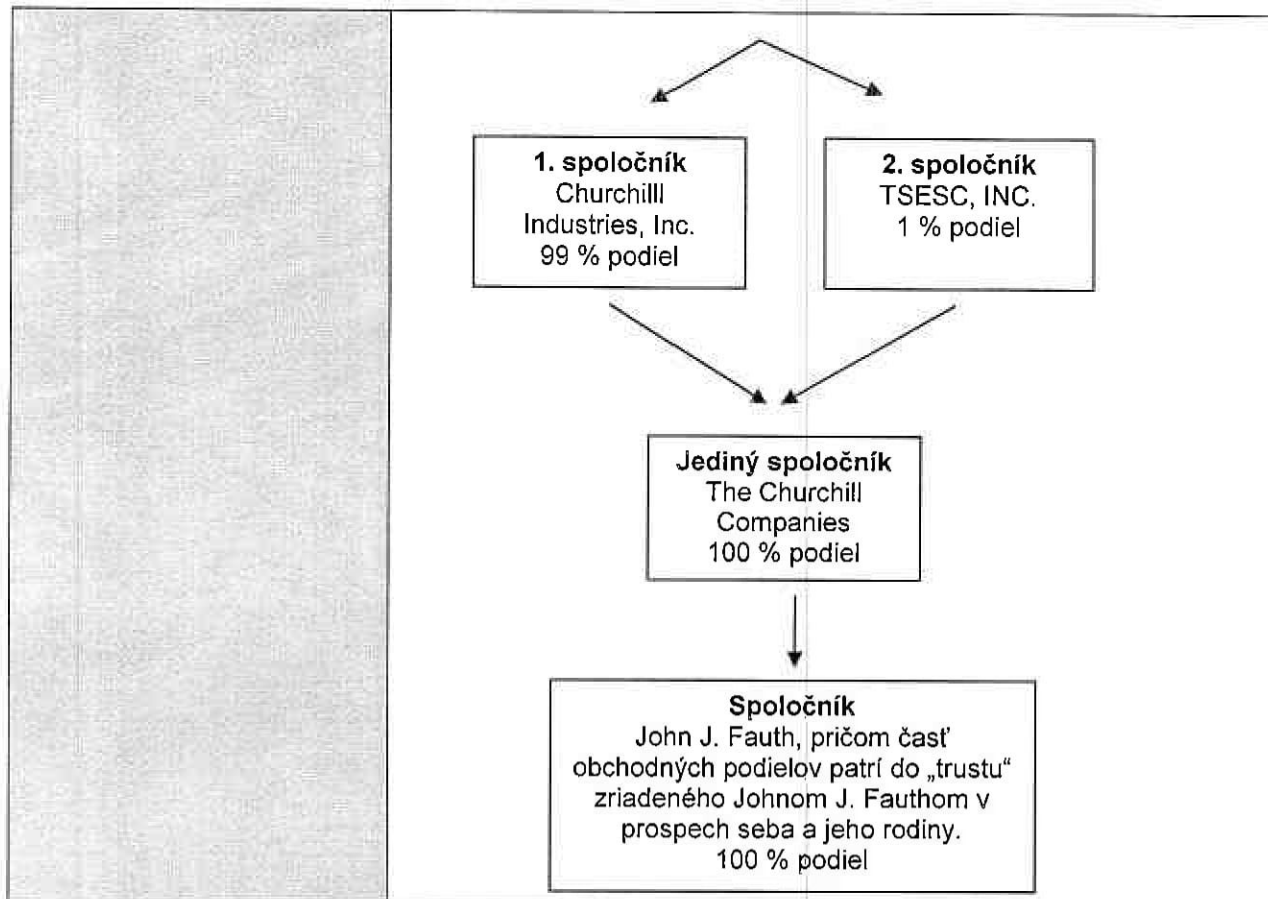 1. spoločník
Churchilll
Industries, Inc.
99 % podiel
2. spoločník
TSESC, INC.
1 % podiel
Jediný spoločník
The Churchill
Companies
100 % podiel
Spoločník
John J. Fauth, pričom časť
obchodných podielov patrí do „trustu“
zriadeného Johnom J. Fauthom v
prospech seba a jeho rodiny.
100 % podiel